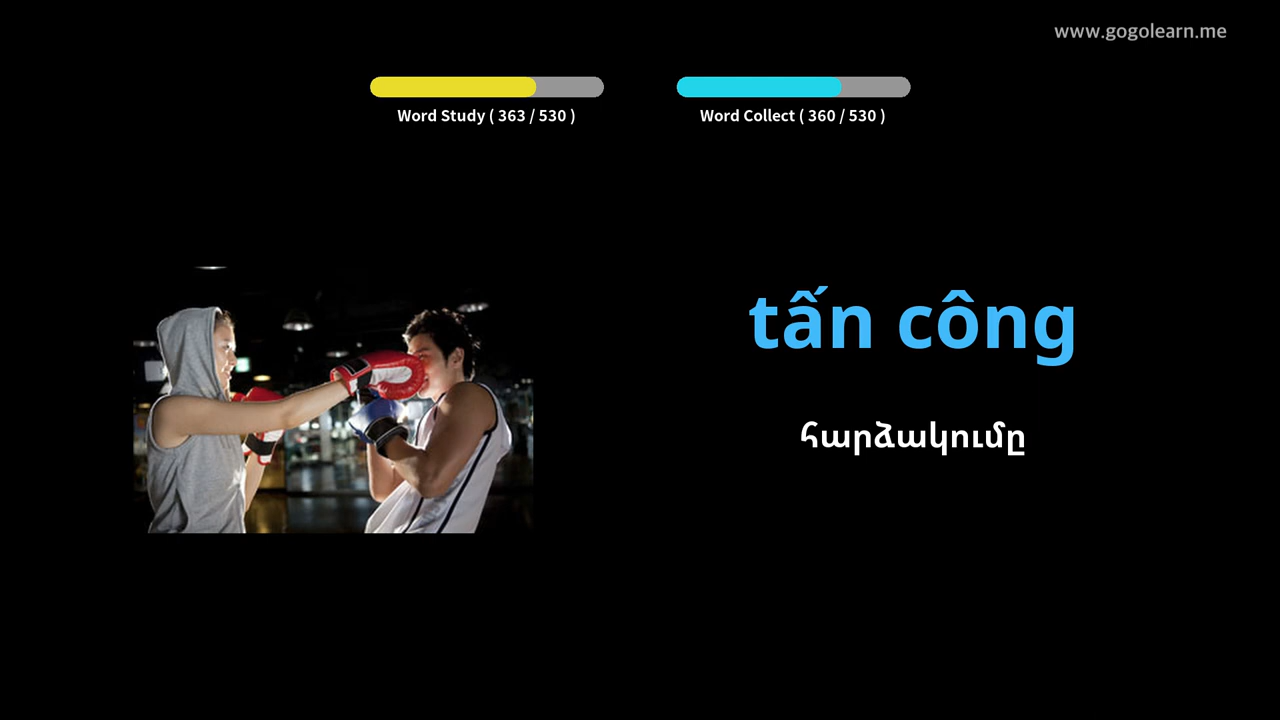 www.gogolearn.me
Word Study ( 363 / 530 )
Word Collect ( 360 / 530 )
tấn công
հարձակումը